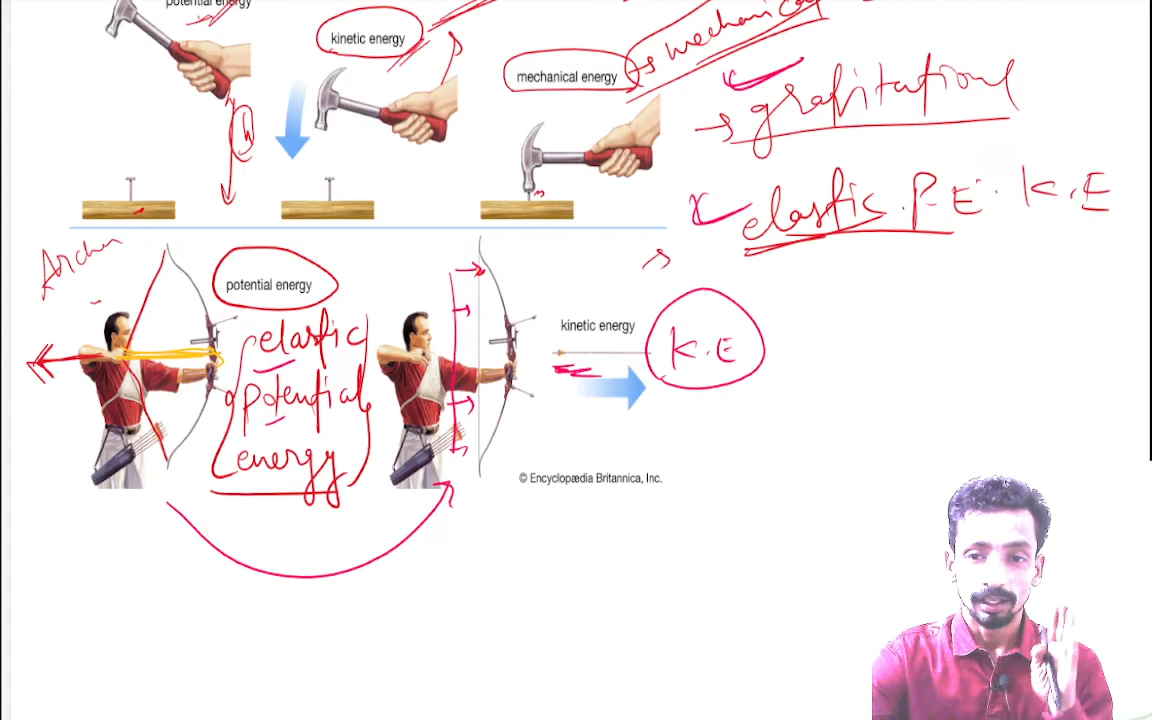 potential energy
kinetic energy
mechanical energy
→ mechanical
→ gravitational
h
elastic P.E. K.E
Archer
potential energy
elastic
potential
energy
kinetic energy
K.E
© Encyclopædia Britannica, Inc.